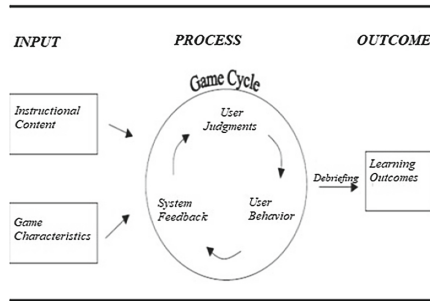 INPUT
PROCESS
OUTCOME
Game Cycle
Instructional
Content
User
Judgments
System
Feedback
User
Behavior
Game
Characteristics
Debriefing
Learning
Outcomes